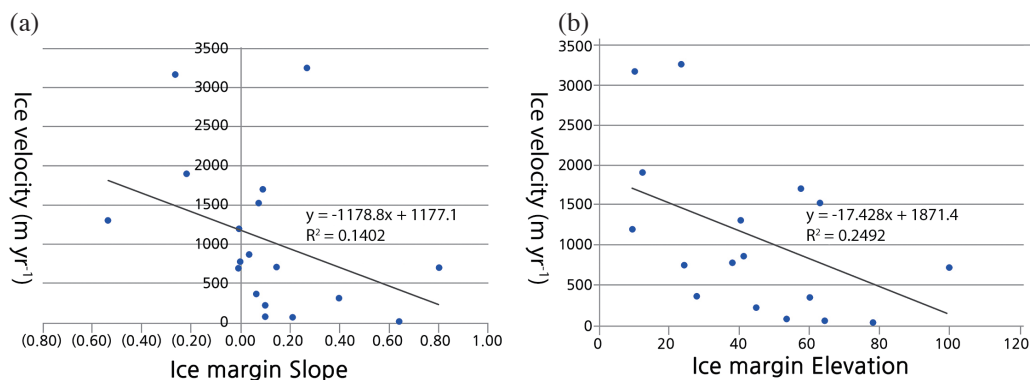 (a)
3500
3000
2500
2000
1500
1000
500
0
Ice velocity (m yr-1)
y = -1178.8x + 1177.1
R² = 0.1402
(0.80) (0.60) (0.40) (0.20) 0.00 0.20 0.40 0.60 0.80 1.00
Ice margin Slope
(b)
3500
3000
2500
2000
1500
1000
500
0
Ice velocity (m yr-1)
y = -17.428x + 1871.4
R² = 0.2492
0 20 40 60 80 100 120
Ice margin Elevation